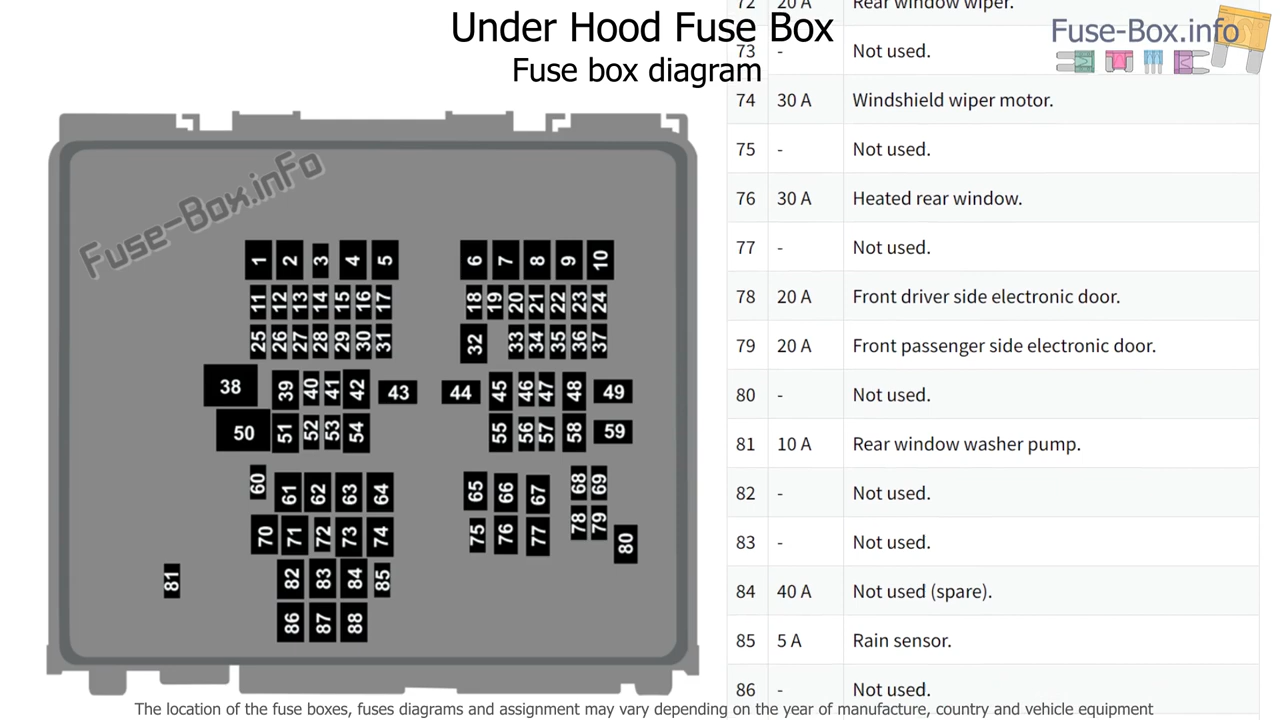 Under Hood Fuse Box
Fuse box diagram
Fuse-Box.info
Fuse-Box.inFo
1 2 3 4 5 6 7 8 9 10
11 12 13 14 15 16 17 18 19 20 21 22 23 24
25 26 27 28 29 30 31 32 33 34 35 36 37
38 39 40 41 42 43 44 45 46 47 48 49
50 51 52 53 54 55 56 57 58 59
60 61 62 63 64 65 66 67 68 69
70 71 72 73 74 75 76 77 78 79 80
81 82 83 84 85
86 87 88
72 20 A Rear window wiper.
73 - Not used.
74 30 A Windshield wiper motor.
75 - Not used.
76 30 A Heated rear window.
77 - Not used.
78 20 A Front driver side electronic door.
79 20 A Front passenger side electronic door.
80 - Not used.
81 10 A Rear window washer pump.
82 - Not used.
83 - Not used.
84 40 A Not used (spare).
85 5 A Rain sensor.
86 - Not used.
The location of the fuse boxes, fuses diagrams and assignment may vary depending on the year of manufacture, country and vehicle equipment